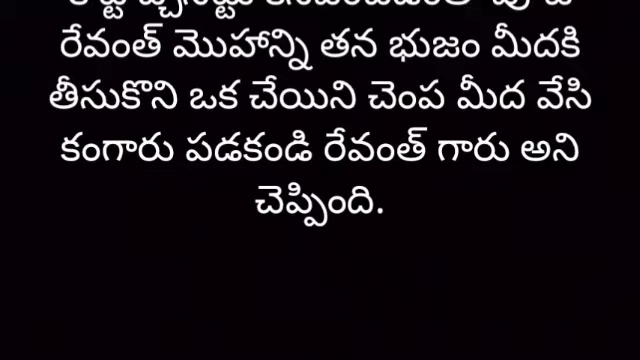 రేవంత్ మొహాన్ని తన భుజం మీదకి
తీసుకొని ఒక చేయిని చెంప మీద వేసి
కంగారు పడకండి రేవంత్ గారు అని
చెప్పింది.